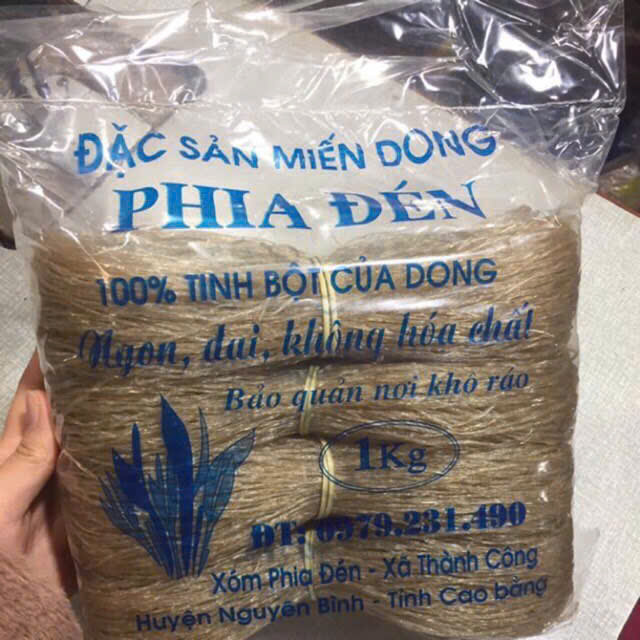 ĐẶC SẢN MIẾN DONG
PHIA ĐÉN
100% TINH BỘT CỦA DONG
Ngon, dai, không hóa chất
Bảo quản nơi khô ráo
1Kg
ĐT: 0979.231.490
Xóm Phia Đén - Xã Thành Công
Huyện Nguyên Bình - Tỉnh Cao bằng